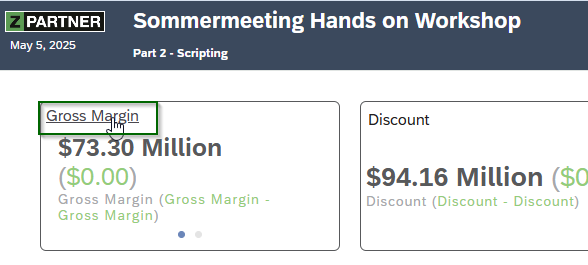 Z PARTNER
Sommermeeting Hands on Workshop
May 5, 2025
Part 2 - Scripting
Gross Margin
$73.30 Million
($0.00)
Gross Margin (Gross Margin -
Gross Margin)
Discount
$94.16 Million ($0
Discount (Discount - Discount)